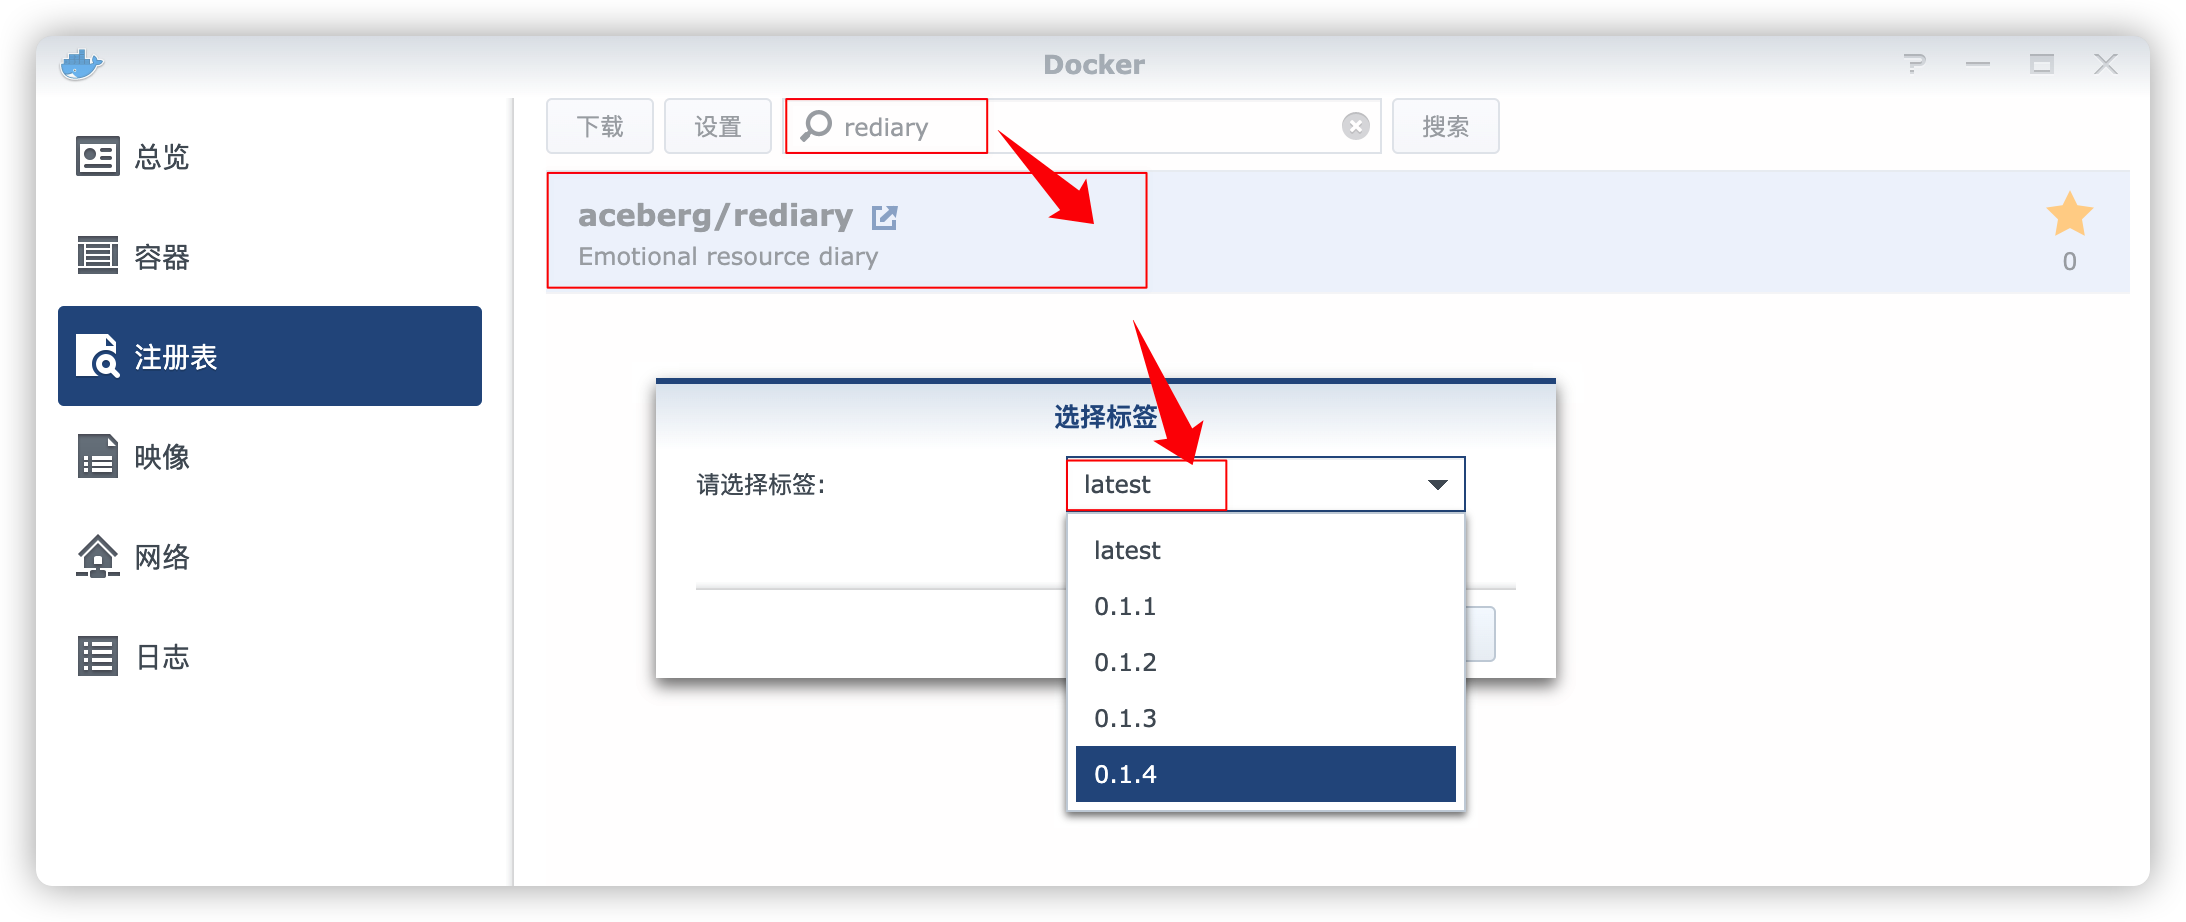 Docker
总览
容器
注册表
映像
网络
日志
下载
设置
rediary
搜索
aceberg/rediary
Emotional resource diary
0
选择标签
请选择标签:
latest
latest
0.1.1
0.1.2
0.1.3
0.1.4